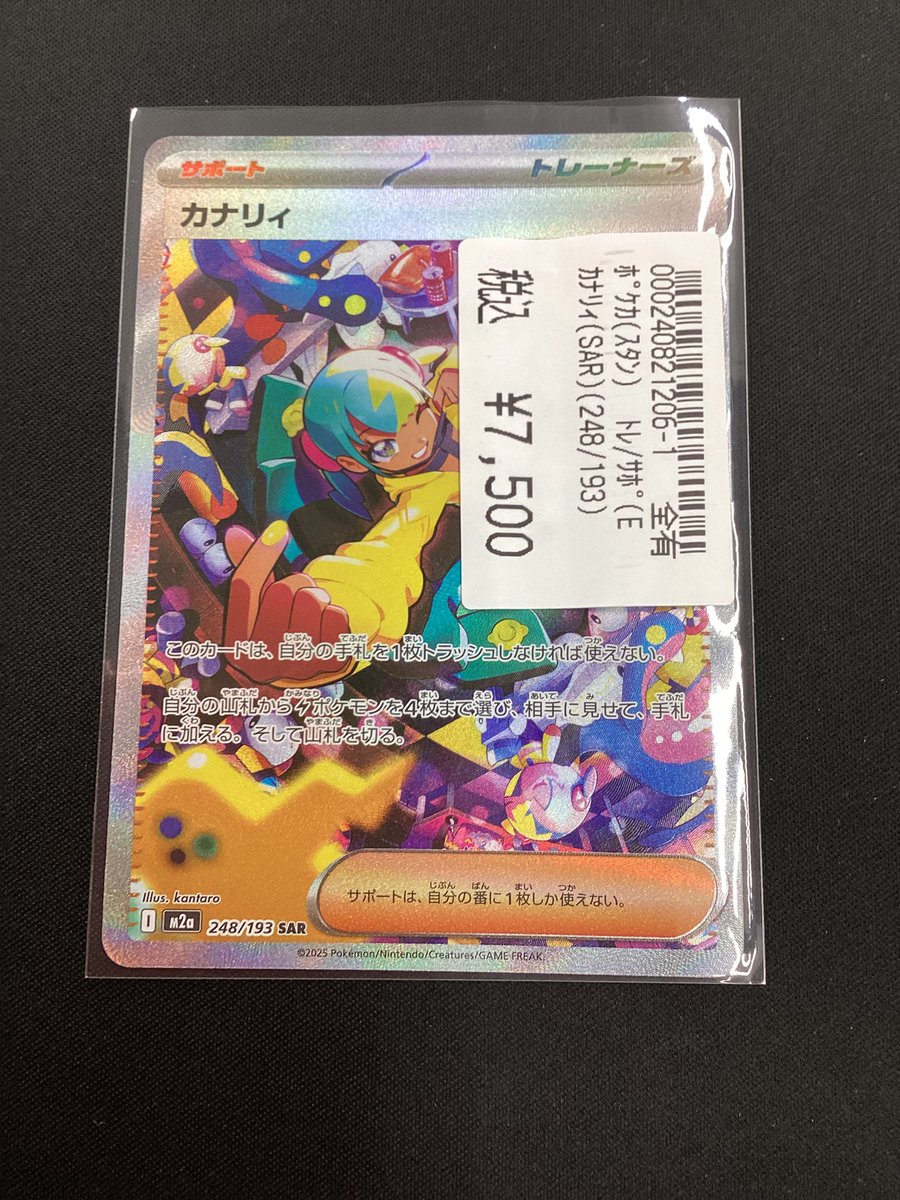 サポート
トレーナーズ
カナリィ
000240821206-1 全有
ポケカ(スタン) トレ/サポ(E
カナリィ(SAR)(248/193)
税込 ¥7,500
このカードは、自分の手札を1枚トラッシュしなければ使えない。
自分の山札からポケモンを4枚まで選び、相手に見せて、手札
に加える。そして山札を切る。
サポートは、自分の番に1枚しか使えない。
Illus. kantaro
I M2a 248/193 SAR
©2025 Pokémon/Nintendo/Creatures/GAME FREAK.